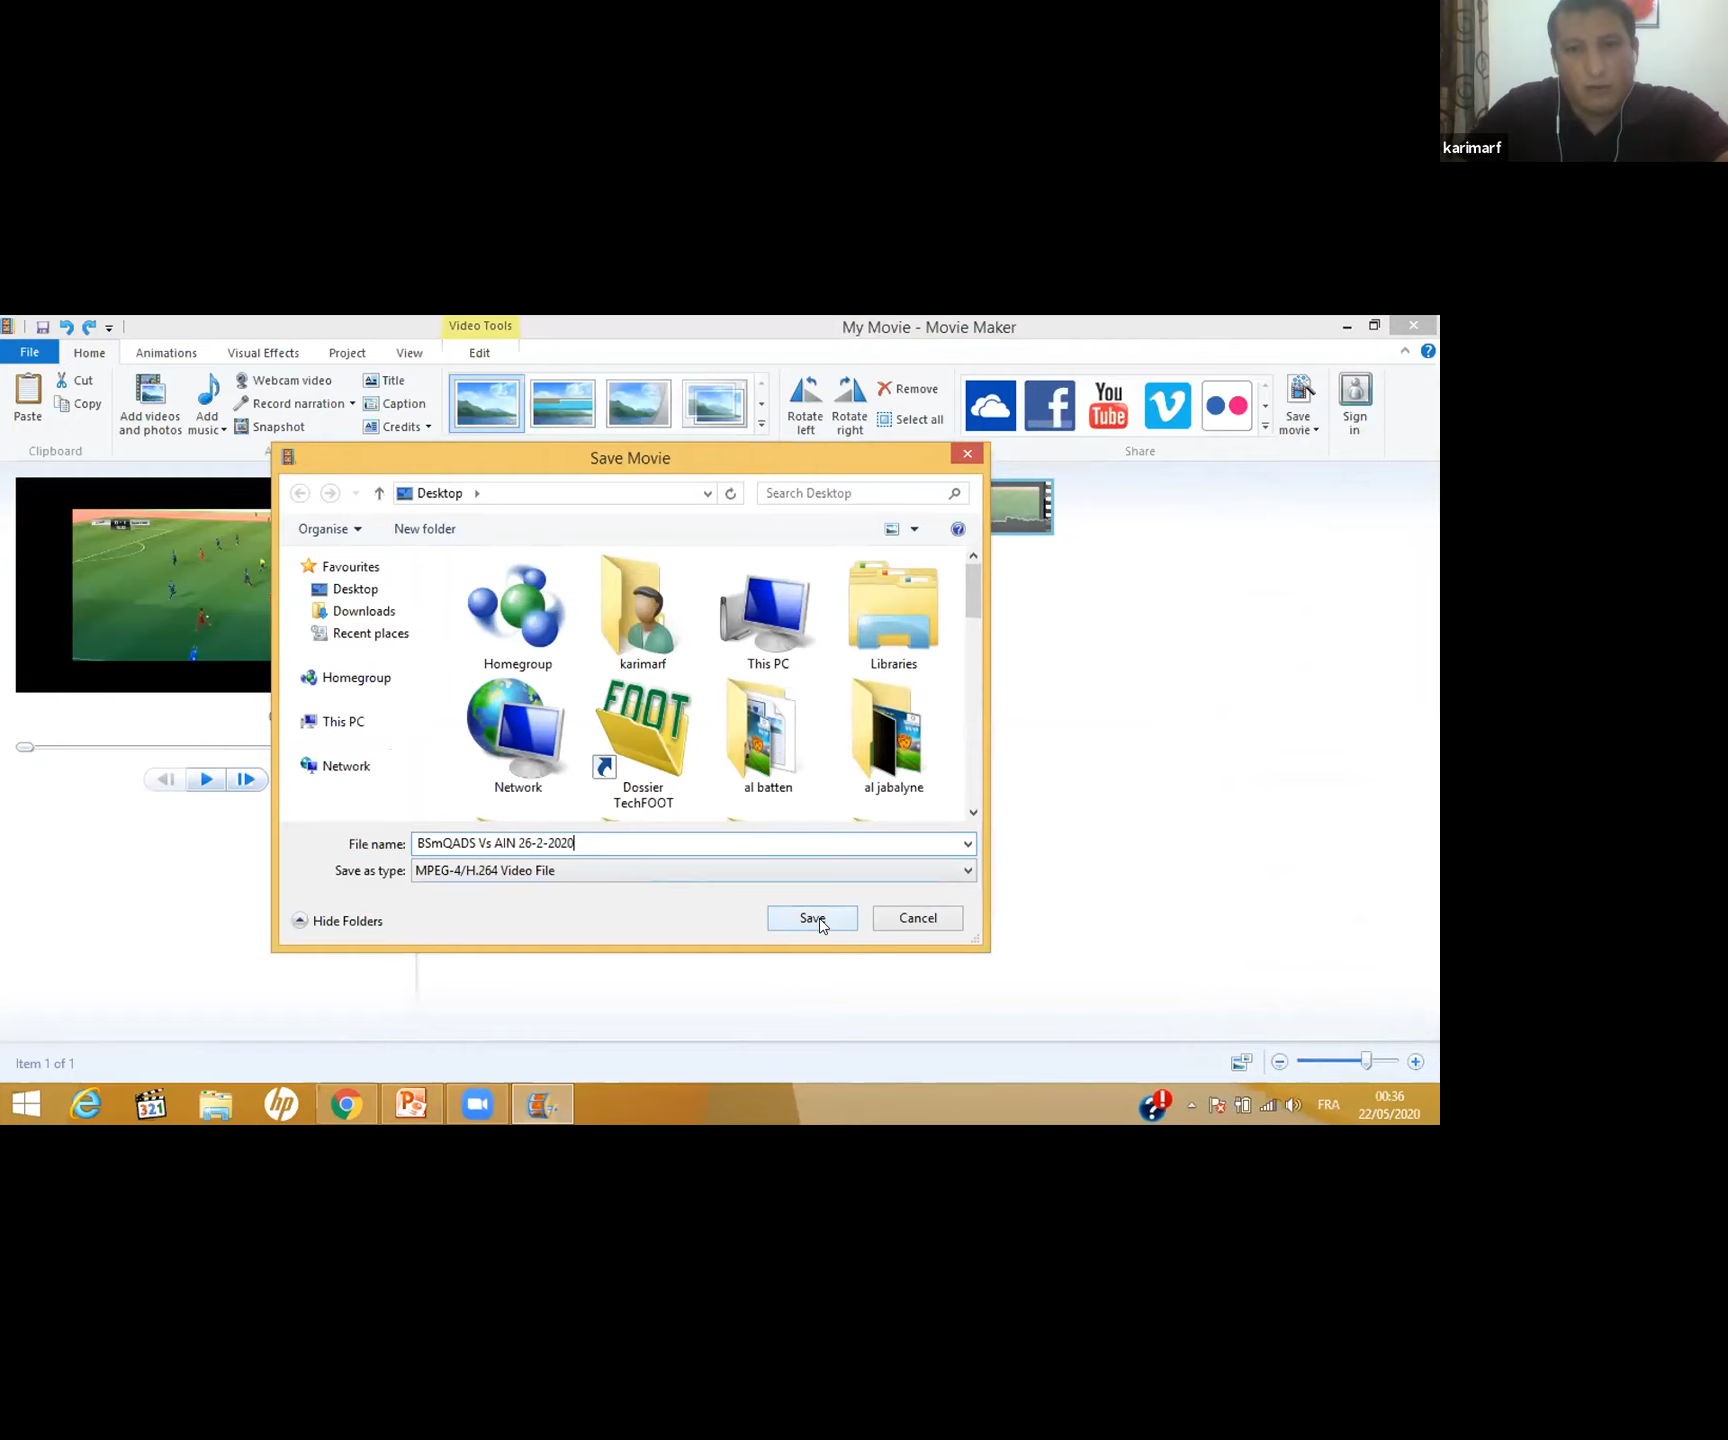 karimarf
Video Tools
My Movie - Movie Maker
File Home Animations Visual Effects Project View Edit
Paste
Cut
Copy
Clipboard
Add videos and photos
Add music
Webcam video
Record narration
Snapshot
Title
Caption
Credits
A
Rotate left
Rotate right
Remove
Select all
You Tube
Share
Save movie
Sign in
Save Movie
Desktop
Search Desktop
Organise
New folder
Favourites
Desktop
Downloads
Recent places
Homegroup
This PC
Network
Homegroup
karimarf
This PC
Libraries
Network
FOOT
Dossier TechFOOT
al batten
al jabalyne
File name: BSmQADS Vs AIN 26-2-2020
Save as type: MPEG-4/H.264 Video File
Hide Folders
Save
Cancel
Item 1 of 1
321
hp
FRA
00:36
22/05/2020